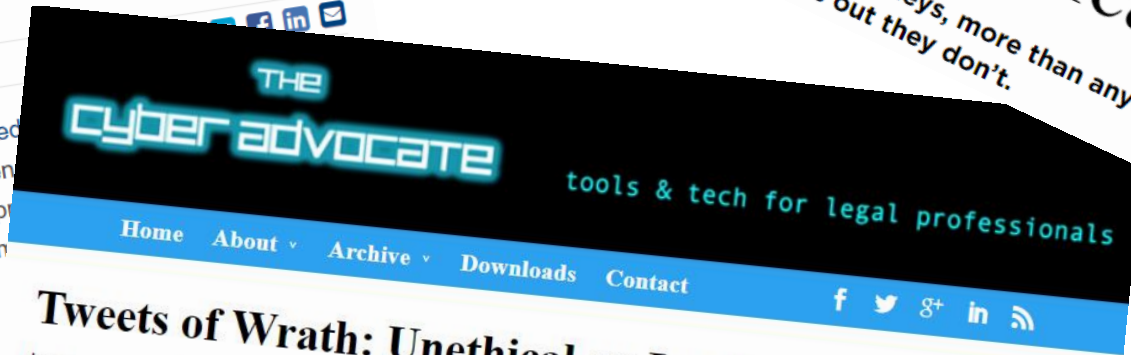 eys, more than any
out they don't.
THE
cyber advocate
tools & tech for legal professionals
Home About Archive Downloads Contact
Tweets of Wrath: Unethical